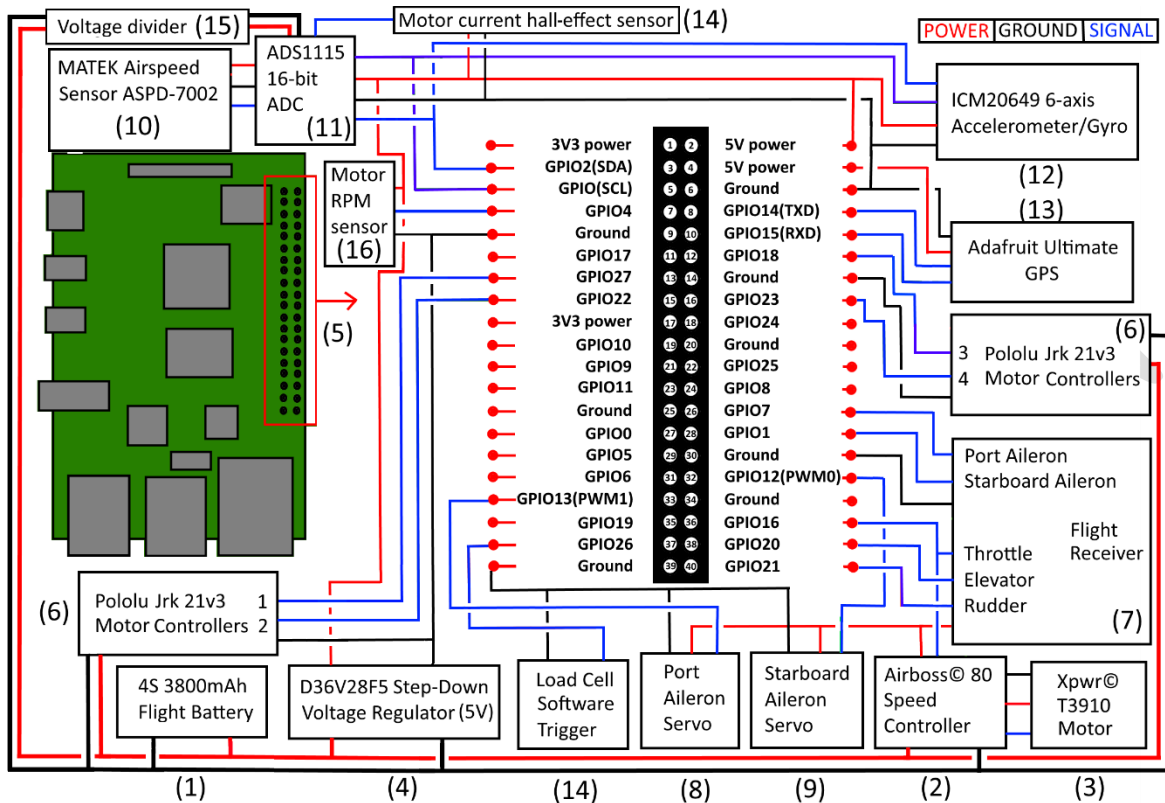 Voltage divider (15)
Motor current hall-effect sensor (14)
POWER GROUND SIGNAL
MATEK Airspeed
Sensor ASPD-7002
(10)
ADS1115
16-bit
ADC
(11)
ICM20649 6-axis
Accelerometer/Gyro
(12)
(13)
Adafruit Ultimate
GPS
Motor
RPM
sensor
(16)
(5)
3V3 power 1 2 5V power
GPIO2(SDA) 3 4 5V power
GPIO(SCL) 5 6 Ground
GPIO4 7 8 GPIO14(TXD)
Ground 9 10 GPIO15(RXD)
GPIO17 11 12 GPIO18
GPIO27 13 14 Ground
GPIO22 15 16 GPIO23
3V3 power 17 18 GPIO24
GPIO10 19 20 Ground
GPIO9 21 22 GPIO25
GPIO11 23 24 GPIO8
Ground 25 26 GPIO7
GPIO0 27 28 GPIO1
GPIO5 29 30 Ground
GPIO6 31 32 GPIO12(PWM0)
GPIO13(PWM1) 33 34 Ground
GPIO19 35 36 GPIO16
GPIO26 37 38 GPIO20
Ground 39 40 GPIO21
(6)
3 Pololu Jrk 21v3
4 Motor Controllers
Port Aileron
Starboard Aileron
Flight
Receiver
Throttle
Elevator
Rudder
(7)
(6)
Pololu Jrk 21v3 1
Motor Controllers 2
4S 3800mAh
Flight Battery
D36V28F5 Step-Down
Voltage Regulator (5V)
Load Cell
Software
Trigger
Port
Aileron
Servo
Starboard
Aileron
Servo
Airboss© 80
Speed
Controller
Xpwr©
T3910
Motor
(1) (4) (14) (8) (9) (2) (3)